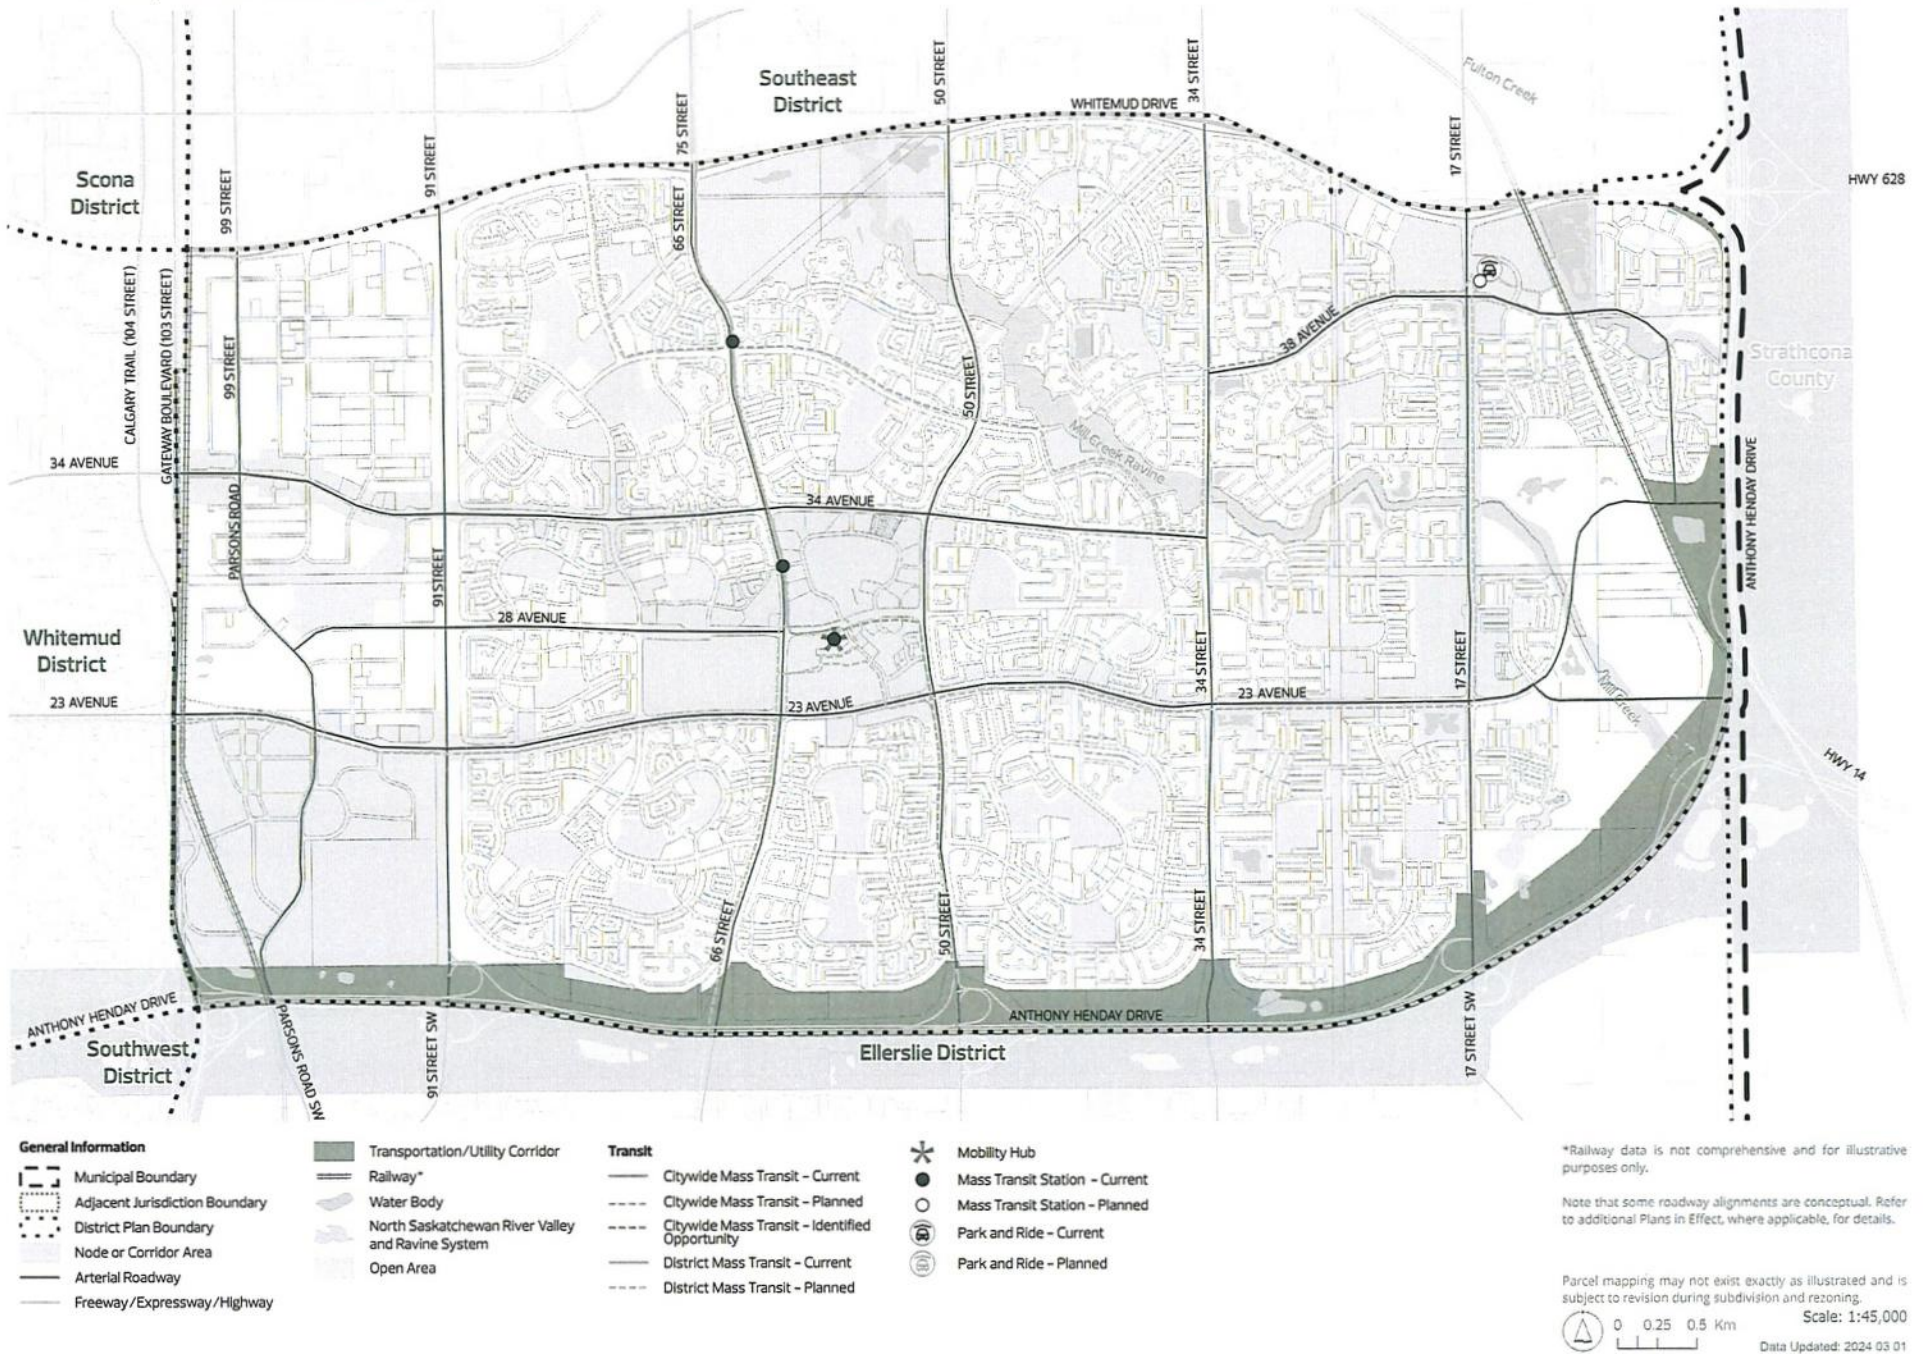 Southeast
District
50 STREET
34 STREET
Fulton Creek
75 STREET
WHITEMUD DRIVE
17 STREET
91 STREET
Scona
District
99 STREET
HWY 628
66 STREET
CALGARY TRAIL (104 STREET)
GATEWAY BOULEVARD (103 STREET)
99 STREET
38 AVENUE
50 STREET
Strathcona
County
Mill Creek Ravine
34 AVENUE
PARSONS ROAD
34 AVENUE
ANTHONY HENDAY DRIVE
91 STREET
28 AVENUE
Whitemud
District
34 STREET
17 STREET
23 AVENUE
23 AVENUE
23 AVENUE
Mill Creek
HWY 14
66 STREET
50 STREET
34 STREET
ANTHONY HENDAY DRIVE
PARSONS ROAD SW
91 STREET SW
ANTHONY HENDAY DRIVE
17 STREET SW
Southwest
District
Ellerslie District
General Information
Municipal Boundary
Adjacent Jurisdiction Boundary
District Plan Boundary
Node or Corridor Area
Arterial Roadway
Freeway/Expressway/Highway
Transportation/Utility Corridor
Railway*
Water Body
North Saskatchewan River Valley
and Ravine System
Open Area
Transit
Citywide Mass Transit - Current
Citywide Mass Transit - Planned
Citywide Mass Transit - Identified
Opportunity
District Mass Transit - Current
District Mass Transit - Planned
Mobility Hub
Mass Transit Station - Current
Mass Transit Station - Planned
Park and Ride - Current
Park and Ride - Planned
*Railway data is not comprehensive and for illustrative
purposes only.
Note that some roadway alignments are conceptual. Refer
to additional Plans in Effect, where applicable, for details.
Parcel mapping may not exist exactly as illustrated and is
subject to revision during subdivision and rezoning.
Scale: 1:45,000
0 0.25 0.5 Km
Data Updated: 2024 03 01